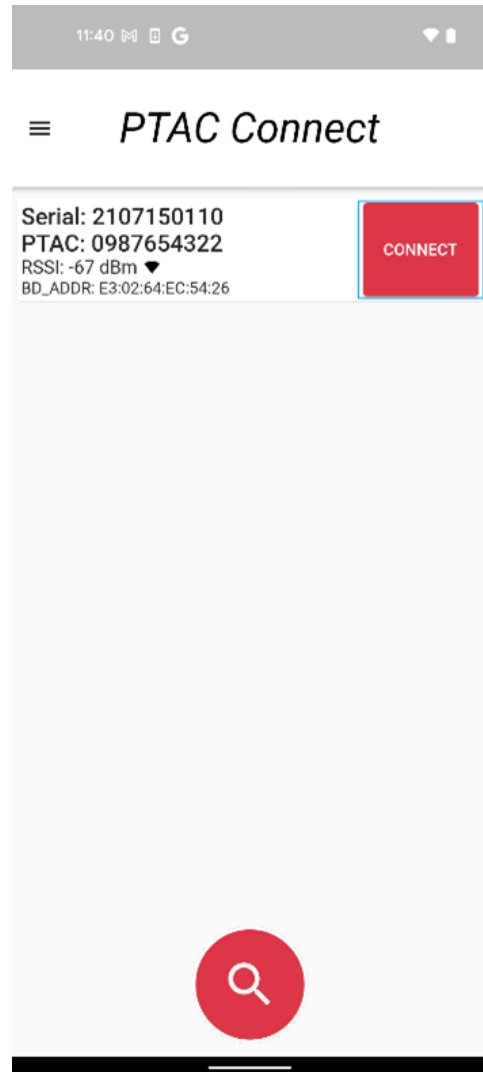 11:40
PTAC Connect
Serial: 2107150110
PTAC: 0987654322
RSSI: -67 dBm
BD_ADDR: E3:02:64:EC:54:26
CONNECT